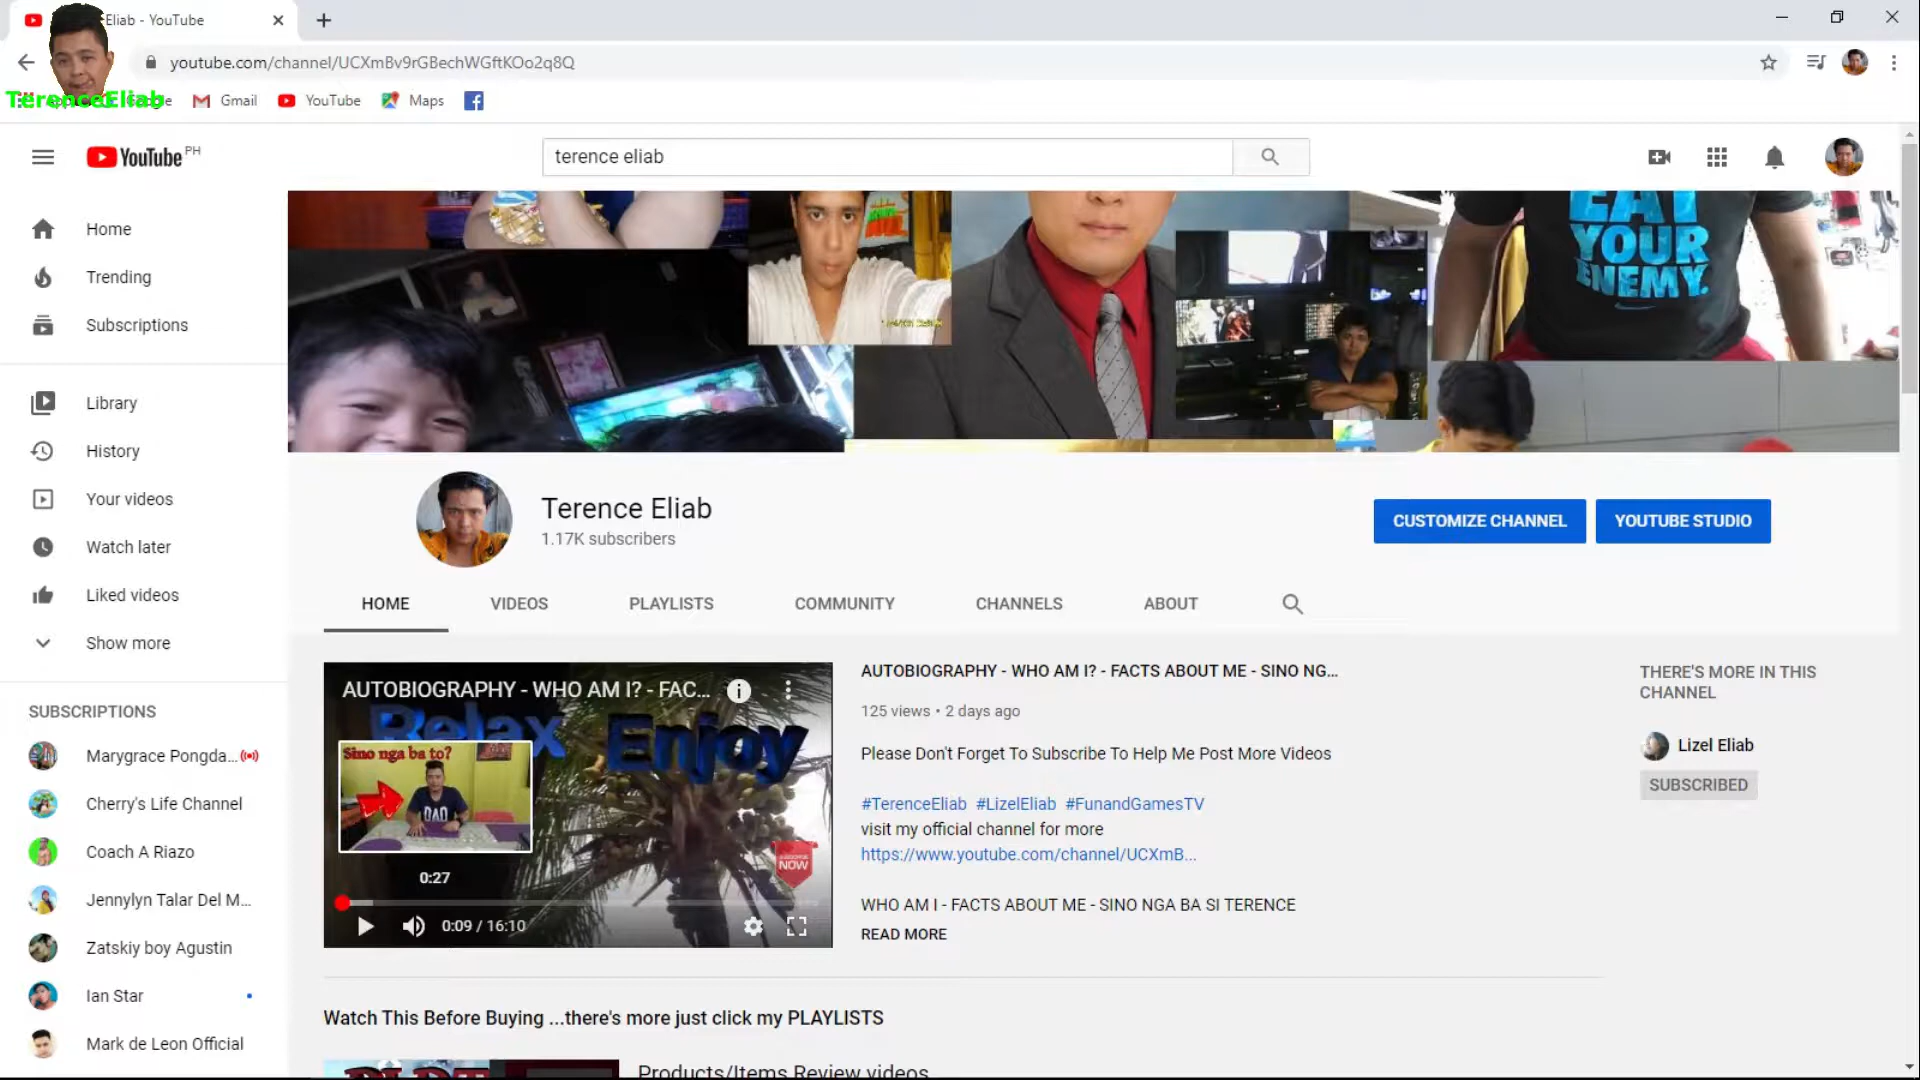 Eliab - YouTube
youtube.com/channel/UCXmBv9rGBechWGftKOo2q8Q
TerenceEliab
Gmail
YouTube
Maps
YouTube PH
terence eliab
Home
Trending
Subscriptions
Library
History
Your videos
Watch later
Liked videos
Show more
SUBSCRIPTIONS
Marygrace Pongda...
Cherry's Life Channel
Coach A Riazo
Jennylyn Talar Del M...
Zatskiy boy Agustin
Ian Star
Mark de Leon Official
EAT
YOUR
ENEMY.
Terence Eliab
1.17K subscribers
CUSTOMIZE CHANNEL
YOUTUBE STUDIO
HOME
VIDEOS
PLAYLISTS
COMMUNITY
CHANNELS
ABOUT
AUTOBIOGRAPHY - WHO AM I? - FAC...
Relax Enjoy
Sino nga ba to?
DAD
0:27
SUBSCRIBE
NOW
0:09 / 16:10
AUTOBIOGRAPHY - WHO AM I? - FACTS ABOUT ME - SINO NG...
125 views • 2 days ago
Please Don't Forget To Subscribe To Help Me Post More Videos
#TerenceEliab #LizelEliab #FunandGamesTV
visit my official channel for more
https://www.youtube.com/channel/UCXmB...
WHO AM I - FACTS ABOUT ME - SINO NGA BA SI TERENCE
READ MORE
THERE'S MORE IN THIS
CHANNEL
Lizel Eliab
SUBSCRIBED
Watch This Before Buying ...there's more just click my PLAYLISTS
Products/Items Review videos